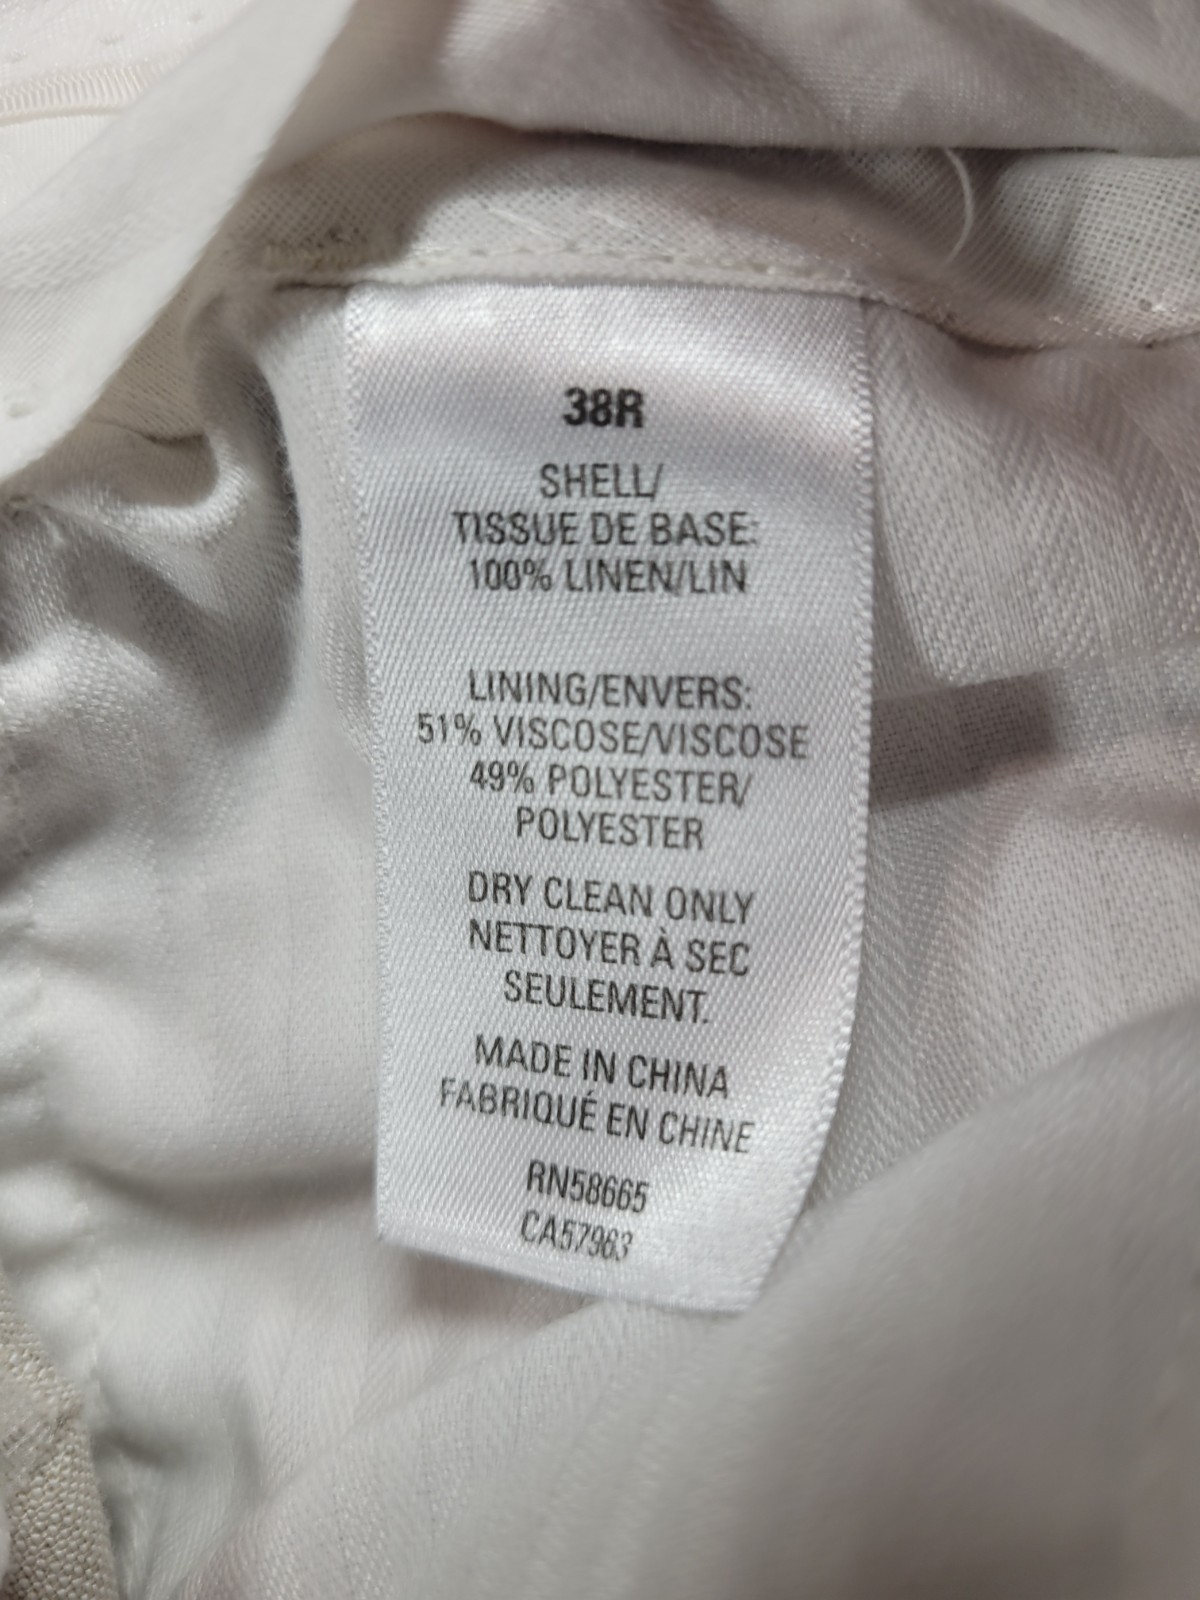 38R
SHELL/
TISSUE DE BASE:
100% LINEN/LIN
LINING/ENVERS:
51% VISCOSE/VISCOSE
49% POLYESTER/
POLYESTER
DRY CLEAN ONLY
NETTOYER À SEC
SEULEMENT.
MADE IN CHINA
FABRIQUÉ EN CHINE
RN58665
CA57963